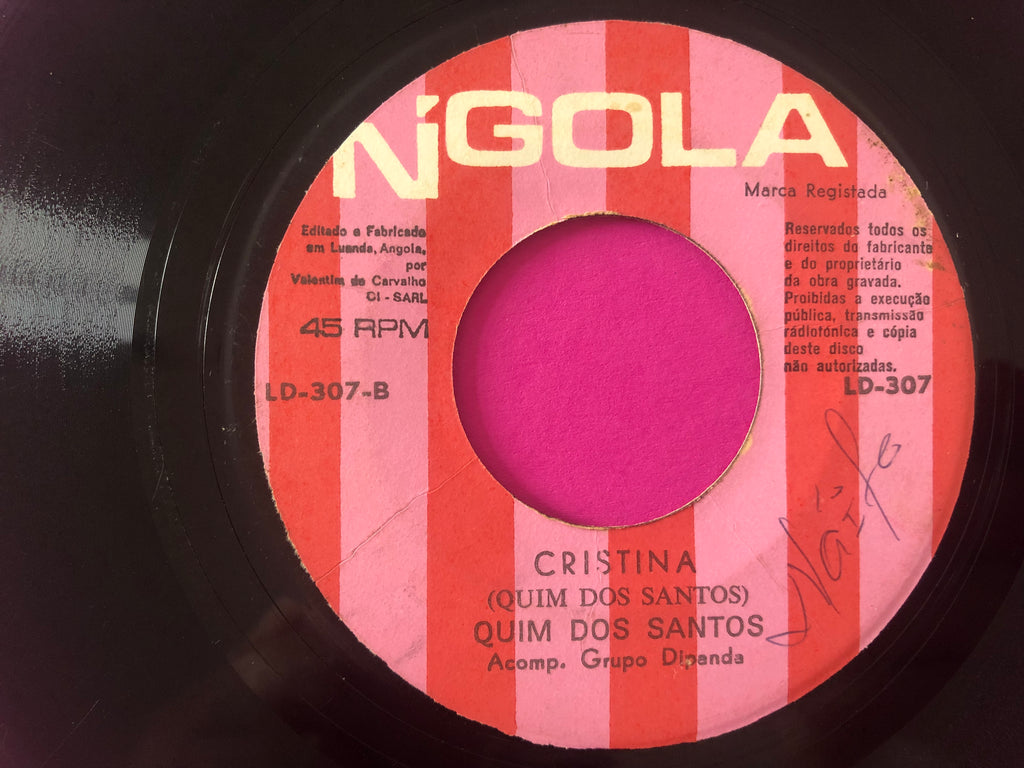 N'GOLA
Marca Registada
Editado e Fabricado
em Luanda, Angola,
por
Valentim de Carvalho
CI - SARL
45 RPM
LD-307-B
Reservados todos os
direitos do fabricante
e do proprietário
da obra gravada.
Proibidas a execução
pública, transmissão
rádiofónica e cópia
deste disco
não autorizadas.
LD-307
CRISTINA
(QUIM DOS SANTOS)
QUIM DOS SANTOS
Acomp. Grupo Dipanda